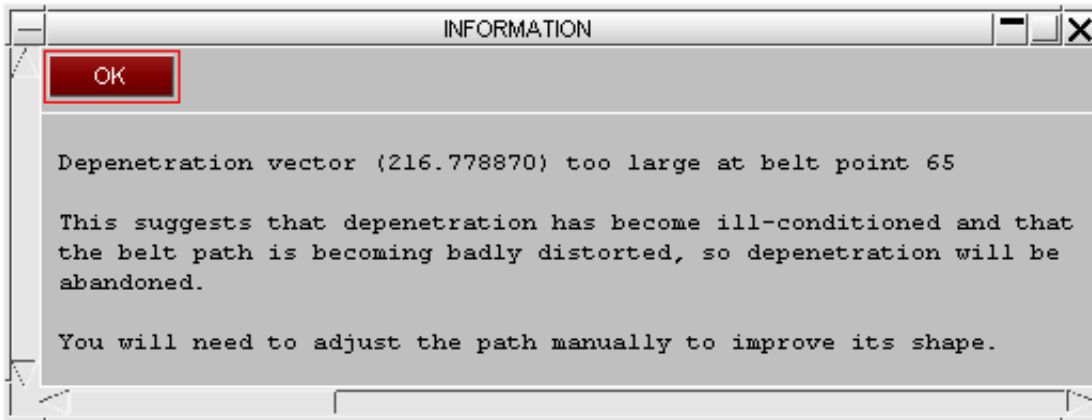 INFORMATION
OK
Depenetration vector (216.778870) too large at belt point 65
This suggests that depenetration has become ill-conditioned and that
the belt path is becoming badly distorted, so depenetration will be
abandoned.
You will need to adjust the path manually to improve its shape.